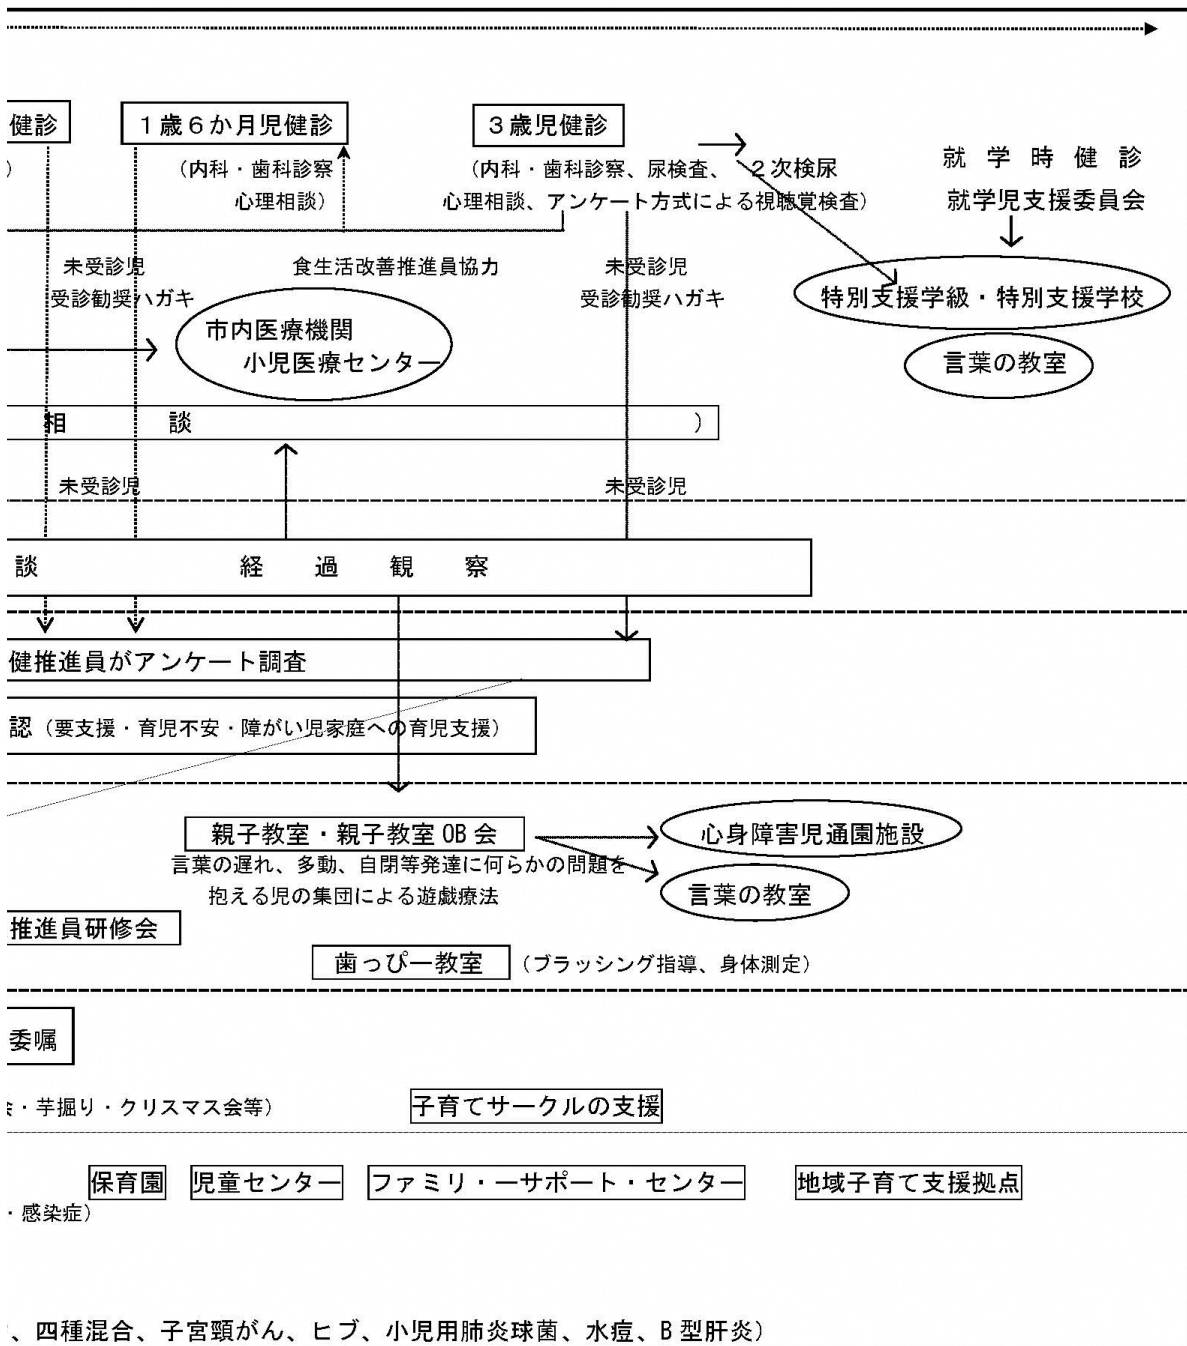 健診
1歳6か月児健診
3歳児健診
)
(内科・歯科診察
心理相談)
(内科・歯科診察、尿検査、 2次検尿
心理相談、アンケート方式による視聴覚検査)
就学時健診
就学児支援委員会
未受診児
受診勧奨ハガキ
食生活改善推進員協力
未受診児
受診勧奨ハガキ
特別支援学級・特別支援学校
市内医療機関
小児医療センター
言葉の教室
相 談 )
未受診児
未受診児
談 経過観察
健推進員がアンケート調査
認(要支援・育児不安・障がい児家庭への育児支援)
親子教室・親子教室OB会
心身障害児通園施設
言葉の遅れ、多動、自閉等発達に何らかの問題を
抱える児の集団による遊戯療法
言葉の教室
推進員研修会
歯っぴー教室 (ブラッシング指導、身体測定)
委嘱
・芋掘り・クリスマス会等)
子育てサークルの支援
保育園 児童センター ファミリ・ーサポート・センター 地域子育て支援拠点
・感染症)
、四種混合、子宮頸がん、ヒブ、小児用肺炎球菌、水痘、B型肝炎)